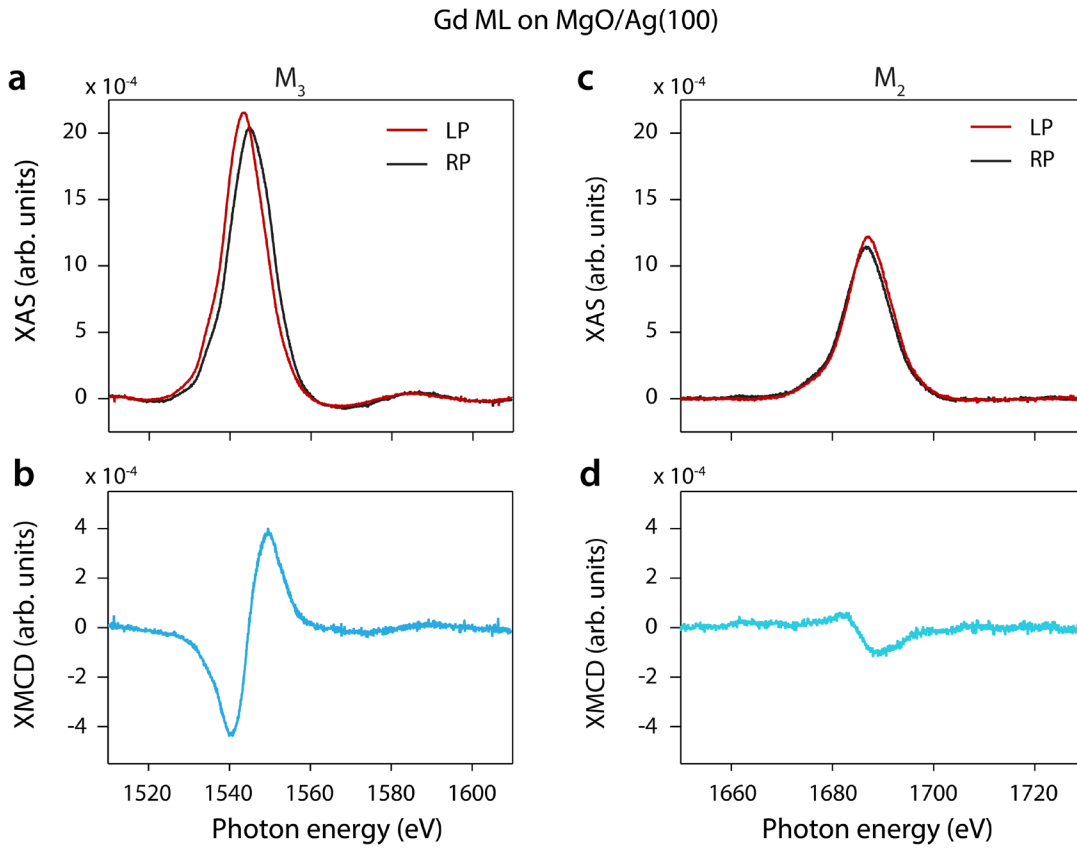 Gd ML on MgO/Ag(100)
a
x 10⁻⁴
M₃
XAS (arb. units)
20
15
10
5
0
LP
RP
b
x 10⁻⁴
XMCD (arb. units)
4
2
0
-2
-4
1520
1540
1560
1580
1600
Photon energy (eV)
c
x 10⁻⁴
M₂
XAS (arb. units)
20
15
10
5
0
LP
RP
d
x 10⁻⁴
XMCD (arb. units)
4
2
0
-2
-4
1660
1680
1700
1720
Photon energy (eV)